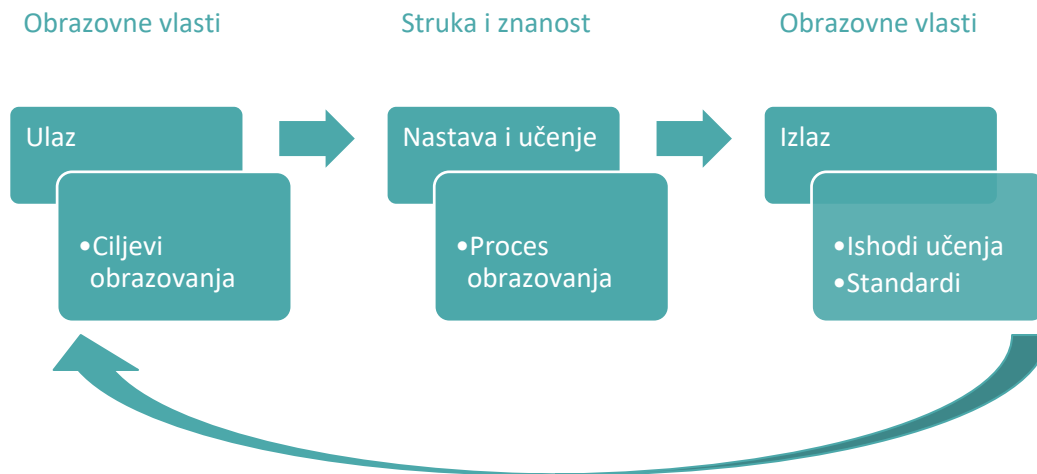 Obrazovne vlasti
Struka i znanost
Obrazovne vlasti
Ulaz
•Ciljevi
obrazovanja
Nastava i učenje
•Proces
obrazovanja
Izlaz
•Ishodi učenja
•Standardi